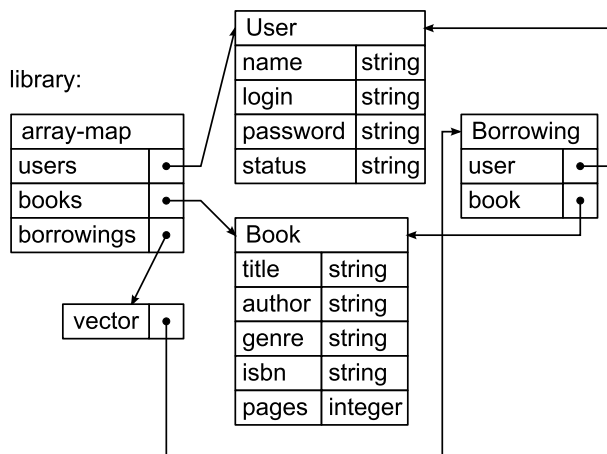 library:
array-map
users
books
borrowings
vector
User
name string
login string
password string
status string
Book
title string
author string
genre string
isbn string
pages integer
Borrowing
user
book